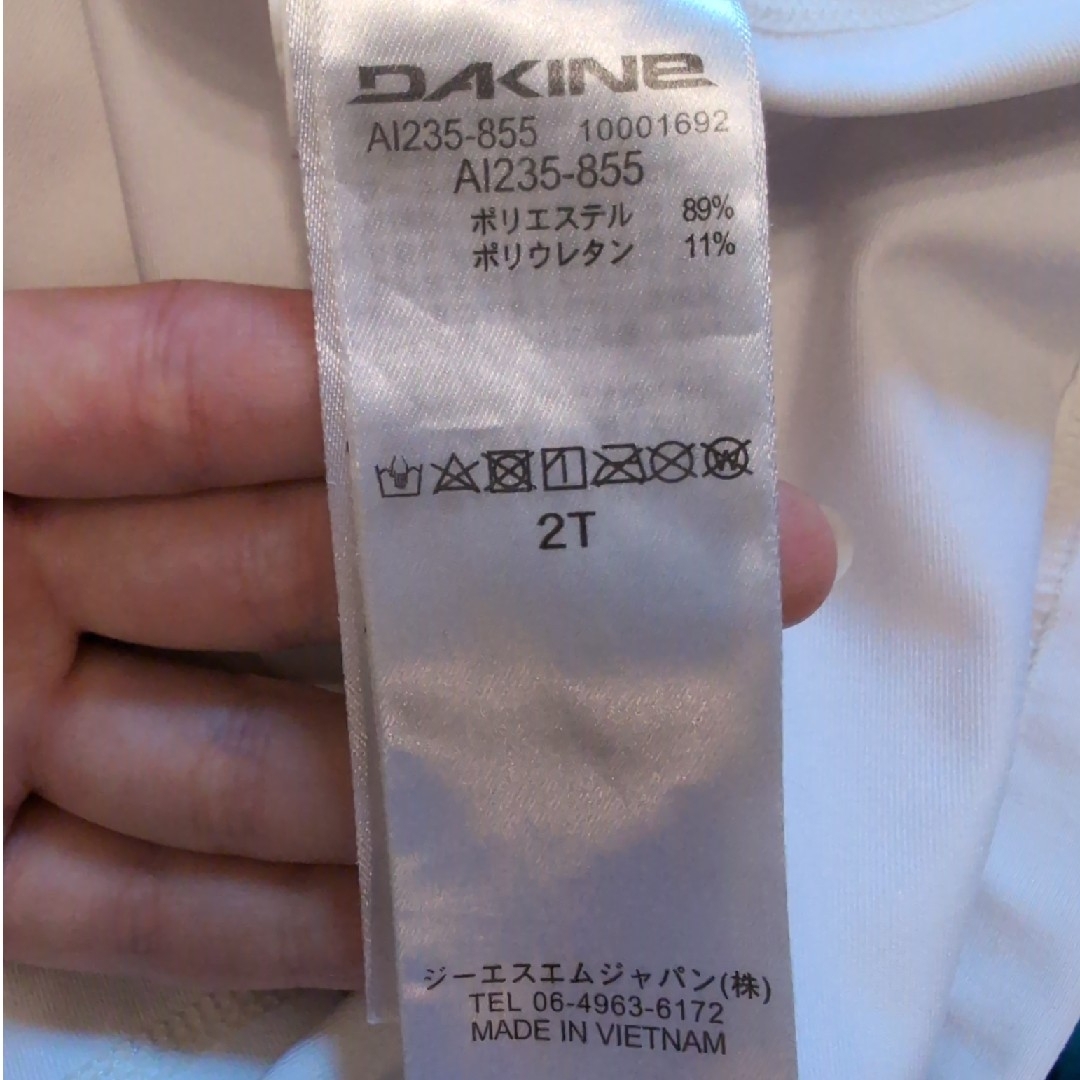 DAKINE
AI235-855 10001692
AI235-855
ポリエステル 89%
ポリウレタン 11%
2T
ジーエスエムジャパン(株)
TEL 06-4963-6172
MADE IN VIETNAM